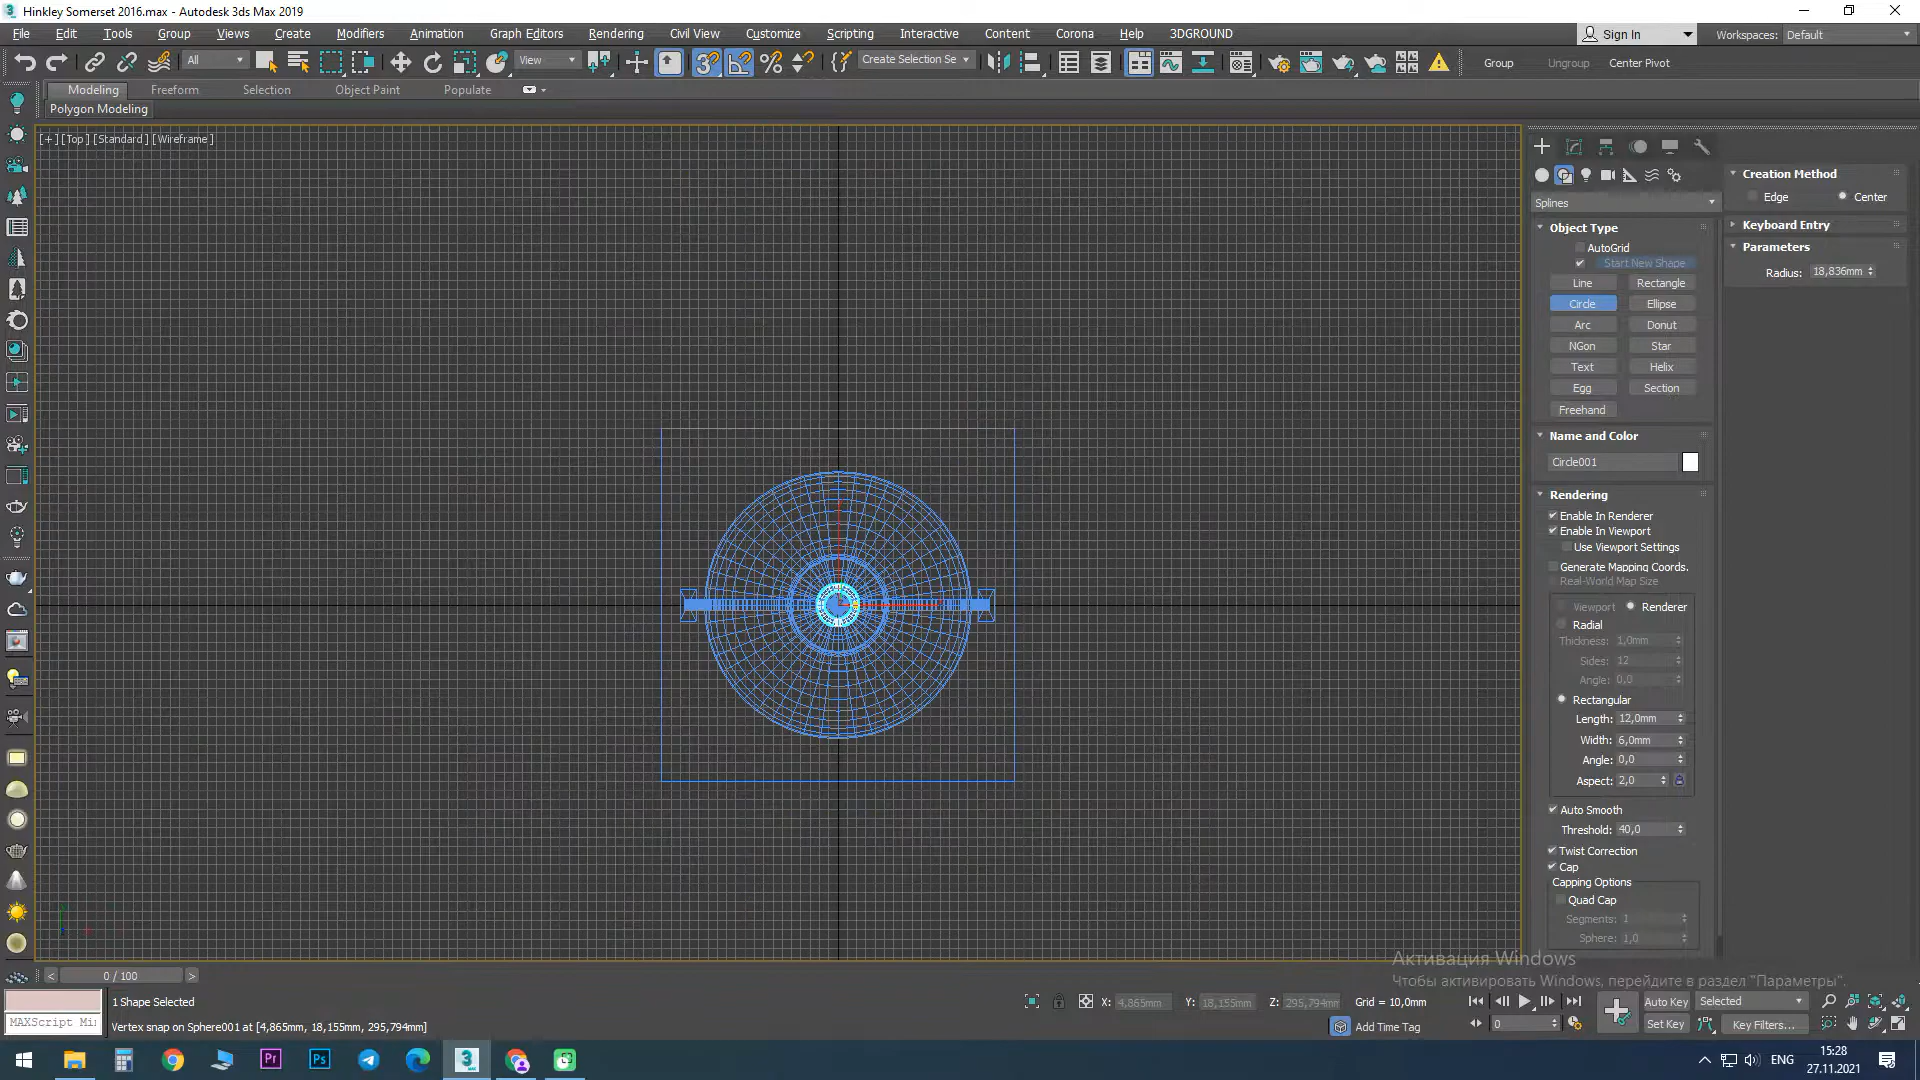 Hinkley Somerset 2016.max - Autodesk 3ds Max 2019
File Edit Tools Group Views Create Modifiers Animation Graph Editors Rendering Civil View Customize Scripting Interactive Content Corona Help 3DGROUND Sign In Workspaces: Default
All View Create Selection Se Group Ungroup Center Pivot
Modeling Freeform Selection Object Paint Populate
Polygon Modeling
[+] [Top] [Standard] [Wireframe]
Splines
Object Type
AutoGrid
Start New Shape
Line Rectangle
Circle Ellipse
Arc Donut
NGon Star
Text Helix
Egg Section
Freehand
Name and Color
Circle001
Rendering
Enable In Renderer
Enable In Viewport
Use Viewport Settings
Generate Mapping Coords.
Real-World Map Size
Viewport Renderer
Radial
Thickness: 1,0mm
Sides: 12
Angle: 0,0
Rectangular
Length: 12,0mm
Width: 6,0mm
Angle: 0,0
Aspect: 2,0
Auto Smooth
Threshold: 40,0
Twist Correction
Cap
Capping Options
Quad Cap
Segments: 1
Sphere: 1,0
Creation Method
Edge Center
Keyboard Entry
Parameters
Radius: 18,836mm
Активация Windows
Чтобы активировать Windows, перейдите в раздел "Параметры".
< 0 / 100 >
1 Shape Selected
X: 4,865mm Y: 18,155mm Z: 295,794mm Grid = 10,0mm Auto Key Selected
MAXScript Mi
Vertex snap on Sphere001 at [4,865mm, 18,155mm, 295,794mm]
Add Time Tag 0 Set Key Key Filters...
ENG
15:28
27.11.2021